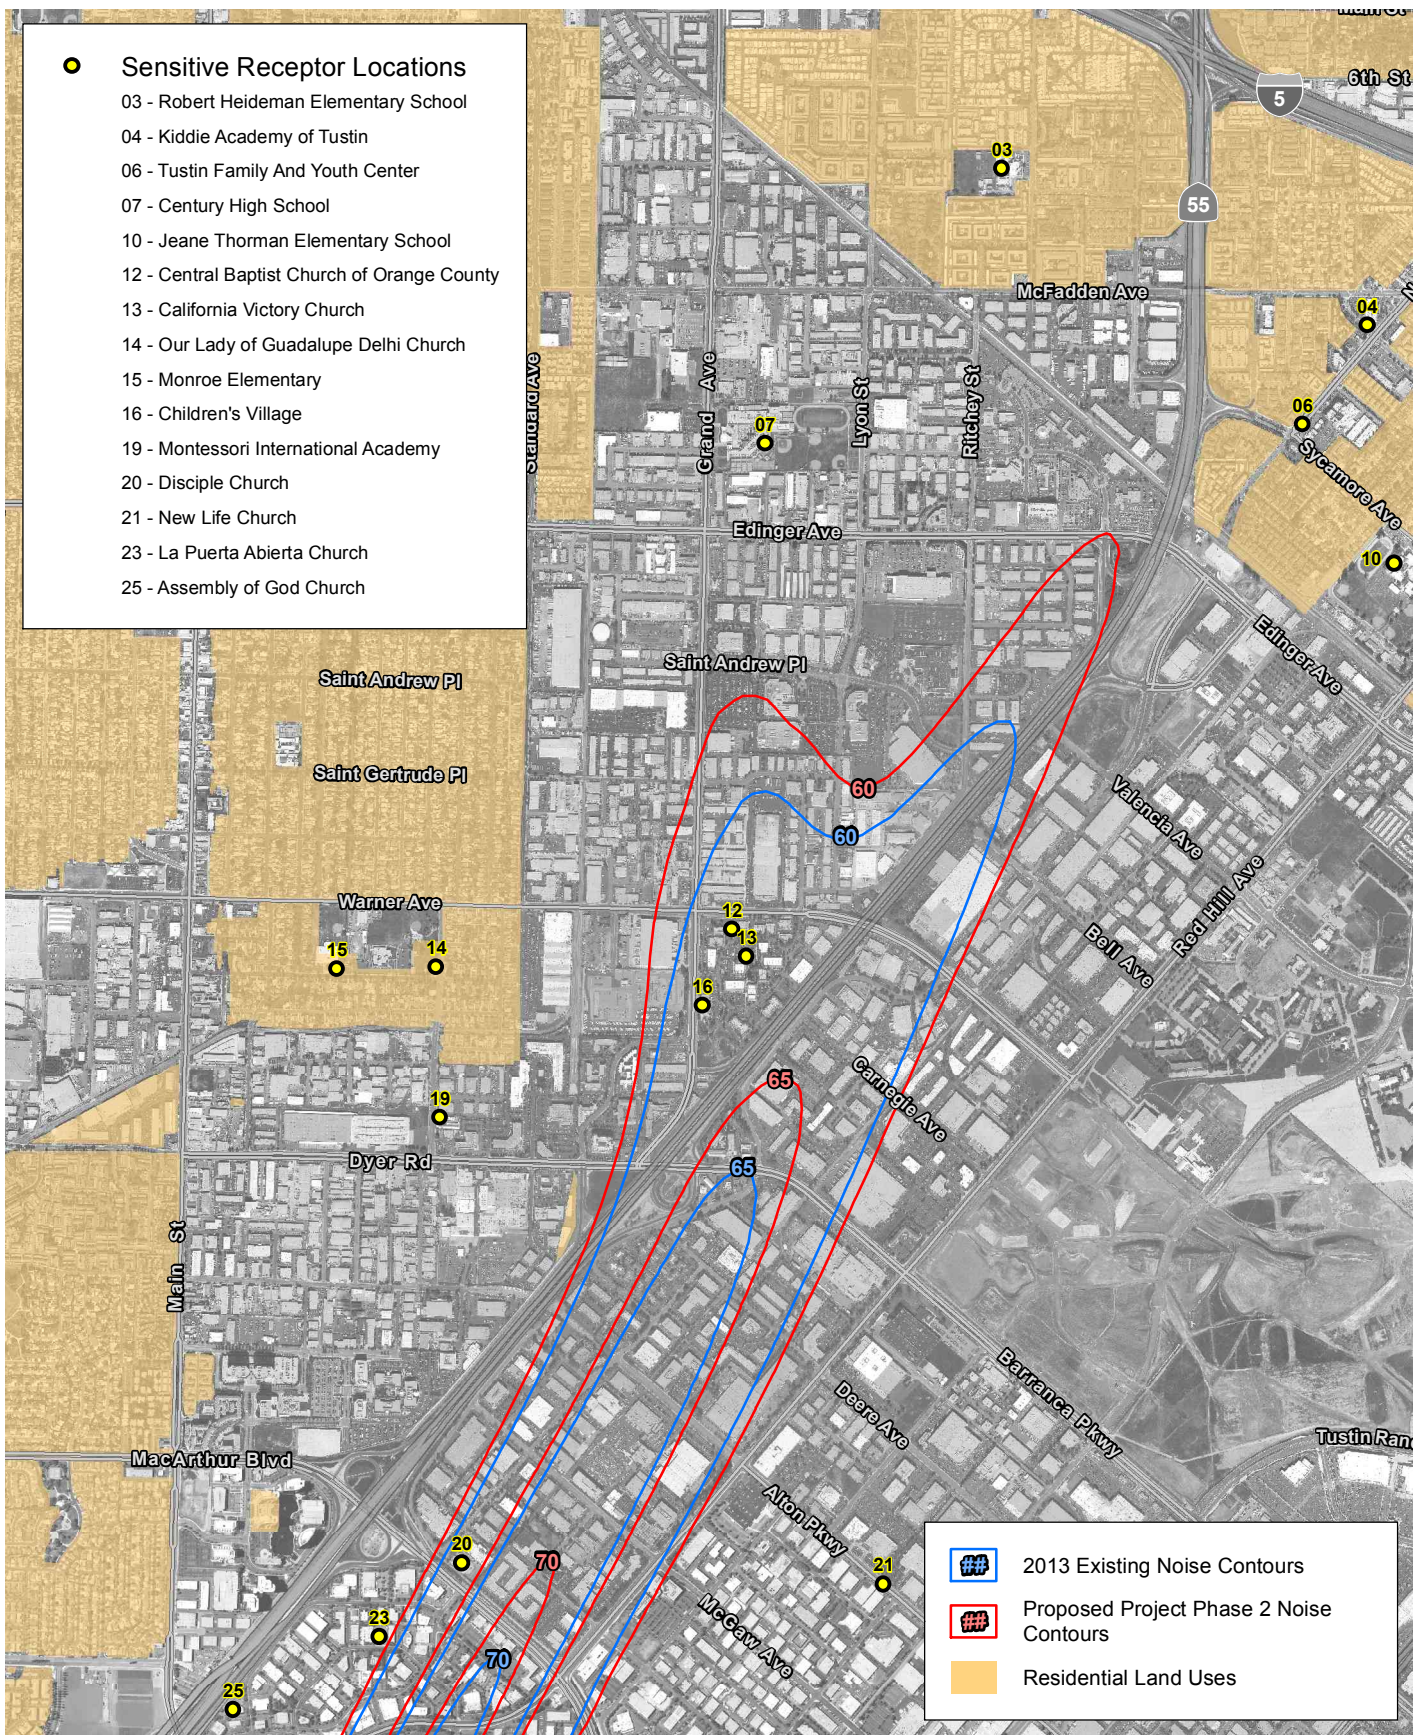 Sensitive Receptor Locations
03 - Robert Heideman Elementary School
04 - Kiddie Academy of Tustin
06 - Tustin Family And Youth Center
07 - Century High School
10 - Jeane Thorman Elementary School
12 - Central Baptist Church of Orange County
13 - California Victory Church
14 - Our Lady of Guadalupe Delhi Church
15 - Monroe Elementary
16 - Children's Village
19 - Montessori International Academy
20 - Disciple Church
21 - New Life Church
23 - La Puerta Abierta Church
25 - Assembly of God Church
Main St
6th St
5
03
55
McFadden Ave
04
Standard Ave
Grand Ave
Lyon St
Ritchey St
06
07
Sycamore Ave
Edinger Ave
10
Edinger Ave
Saint Andrew Pl
Saint Andrew Pl
Saint Gertrude Pl
60
60
Valencia Ave
Red Hill Ave
Warner Ave
12
13
15
14
Bell Ave
16
65
Carnegie Ave
19
Dyer Rd
65
Main St
Barranca Pkwy
Deere Ave
MacArthur Blvd
Tustin Ran
Alton Pkwy
20
70
21
McGaw Ave
23
70
25
## 2013 Existing Noise Contours
## Proposed Project Phase 2 Noise
Contours
Residential Land Uses